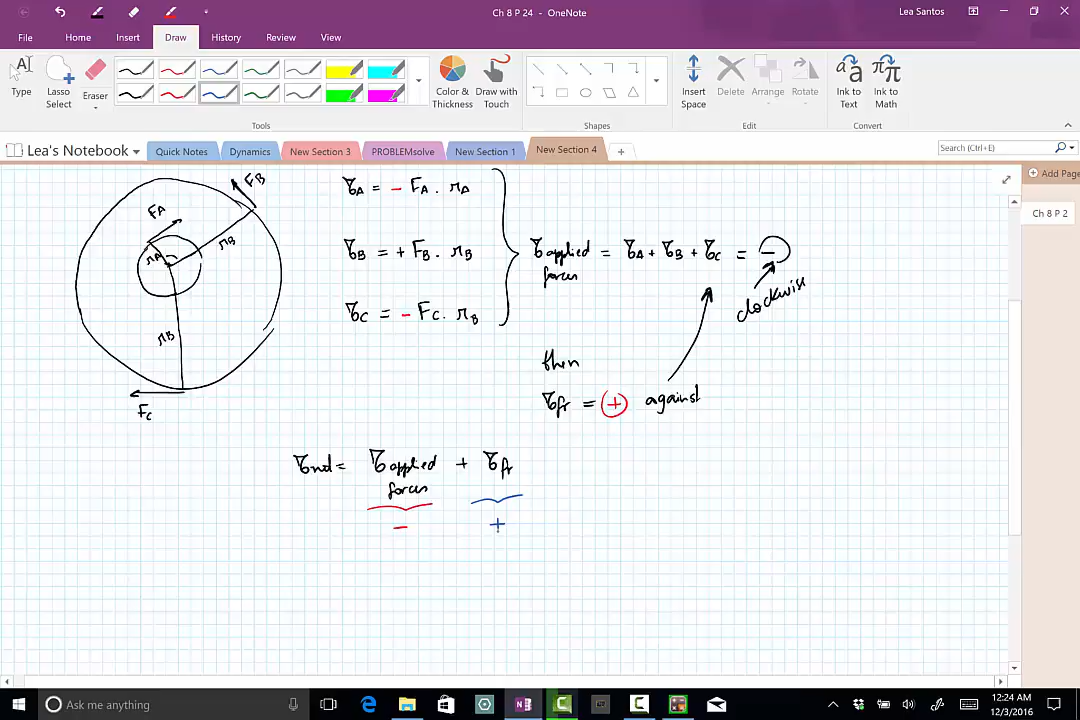 Ch 8 P 24 - OneNote
Lea Santos
File Home Insert Draw History Review View
Type
Lasso Select
Eraser
Color & Thickness
Draw with Touch
Insert Space
Delete
Arrange
Rotate
Ink to Text
Ink to Math
Tools
Shapes
Edit
Convert
Lea's Notebook
Quick Notes
Dynamics
New Section 3
PROBLEMsolve
New Section 1
New Section 4
Search (Ctrl+E)
Add Page
Ch 8 P 2
FB
FA
rA
rB
rB
FC
τA = - FA . rA
τB = + FB . rB
τC = - FC . rB
τapplied forces = τA + τB + τC = -
clockwise
then
τfr = + against
τnet = τapplied forces + τfr
- +
Ask me anything
12:24 AM
12/3/2016